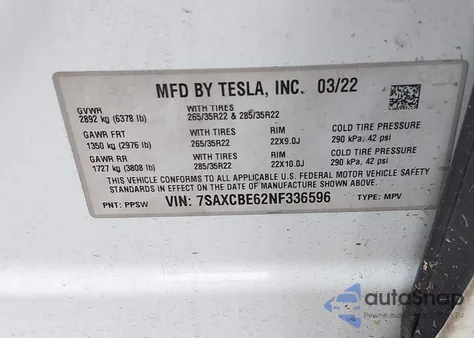 MFD BY TESLA, INC. 03/22
GVWR
2892 kg (6378 lb)
WITH TIRES
265/35R22 & 285/35R22
GAWR FRT
1350 kg (2976 lb)
WITH TIRES
265/35R22
RIM
22X9.0J
COLD TIRE PRESSURE
290 kPa, 42 psi
GAWR RR
1727 kg (3808 lb)
WITH TIRES
285/35R22
RIM
22X10.0J
COLD TIRE PRESSURE
290 kPa, 42 psi
THIS VEHICLE CONFORMS TO ALL APPLICABLE U.S. FEDERAL MOTOR VEHICLE SAFETY
STANDARDS IN EFFECT ON THE DATE OF MANUFACTURE SHOWN ABOVE.
PNT: PPSW VIN: 7SAXCBE62NF336596 TYPE: MPV
autoSnap
Pewne auto z